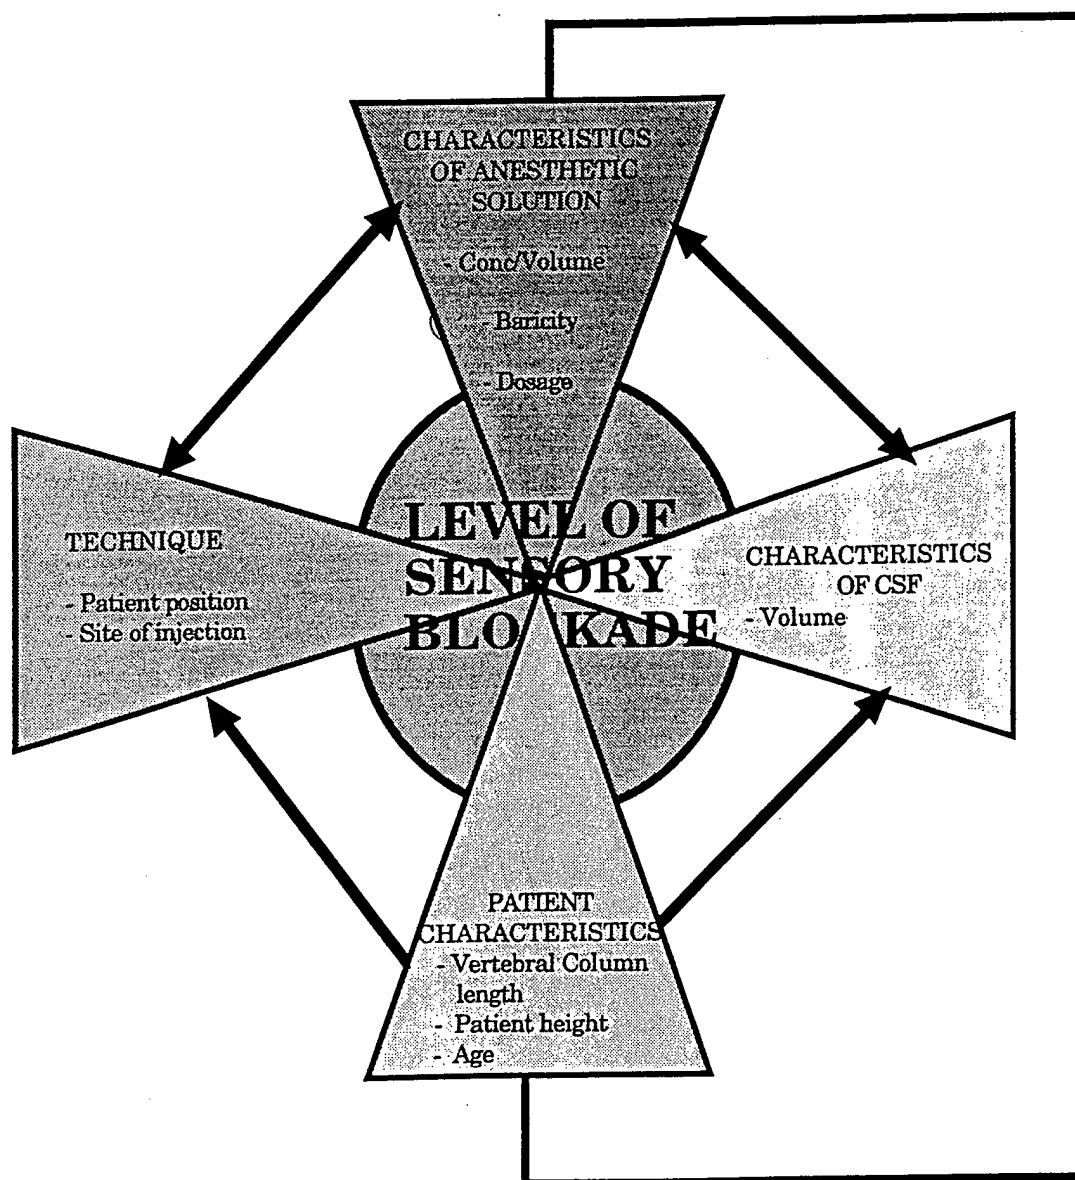 CHARACTERISTICS
OF ANESTHETIC
SOLUTION
- Conc/Volume
- Baricity
- Dosage
LEVEL OF
SENSORY
BLOCKADE
TECHNIQUE
- Patient position
- Site of injection
CHARACTERISTICS
OF CSF
- Volume
PATIENT
CHARACTERISTICS
- Vertebral Column
length
- Patient height
- Age